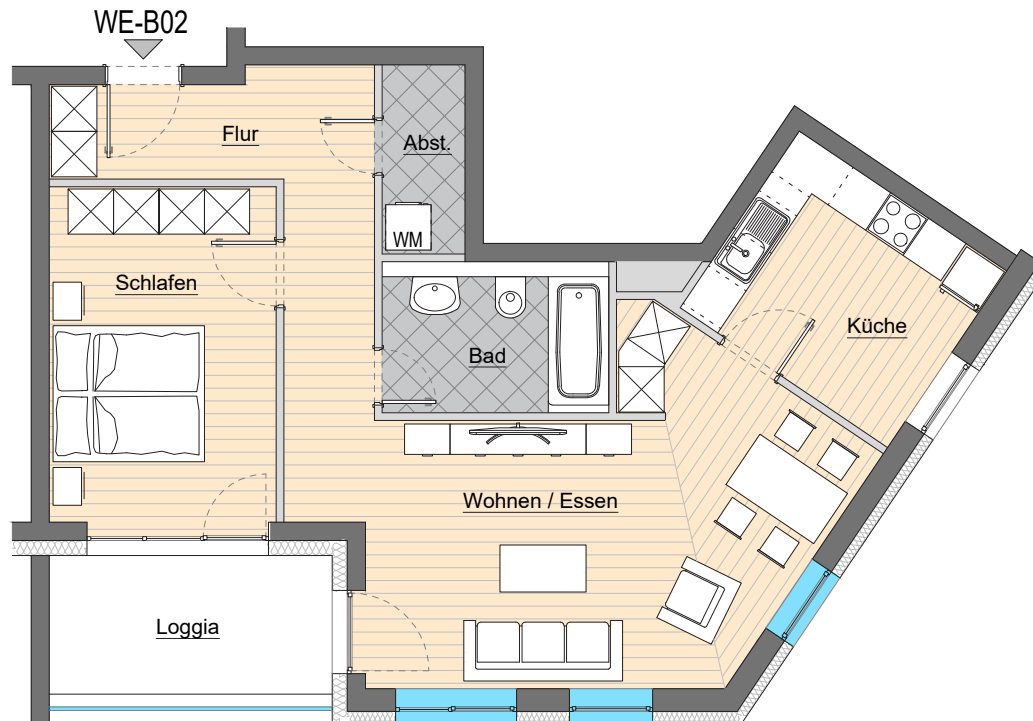 WE-B02
Flur
Abst.
WM
Schlafen
Bad
Küche
Wohnen / Essen
Loggia